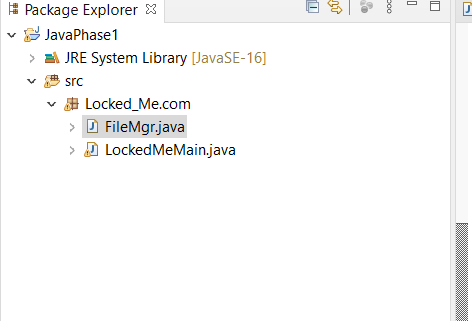 Package Explorer
JavaPhase1
JRE System Library [JavaSE-16]
src
Locked_Me.com
FileMgr.java
LockedMeMain.java